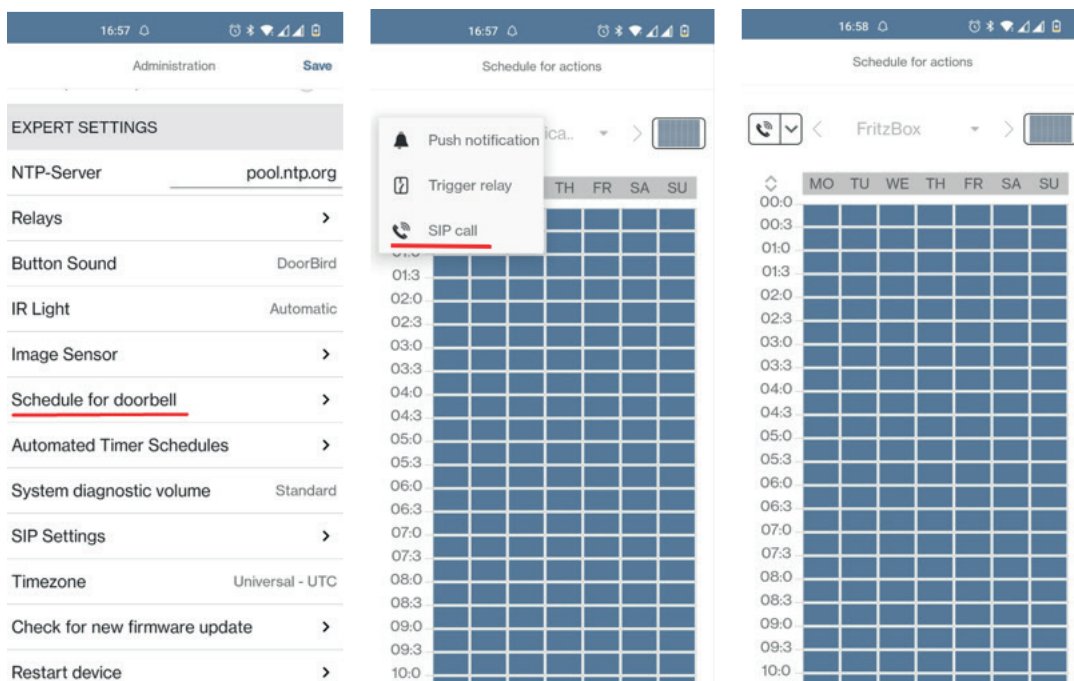 16:57
Administration Save
EXPERT SETTINGS
NTP-Server pool.ntp.org
Relays
Button Sound DoorBird
IR Light Automatic
Image Sensor
Schedule for doorbell
Automated Timer Schedules
System diagnostic volume Standard
SIP Settings
Timezone Universal - UTC
Check for new firmware update
Restart device
16:57
Schedule for actions
Push notification ica..
Trigger relay
TH FR SA SU
SIP call
01:3
02:0
02:3
03:0
03:3
04:0
04:3
05:0
05:3
06:0
06:3
07:0
07:3
08:0
08:3
09:0
09:3
10:0
16:58
Schedule for actions
FritzBox
MO TU WE TH FR SA SU
00:0
00:3
01:0
01:3
02:0
02:3
03:0
03:3
04:0
04:3
05:0
05:3
06:0
06:3
07:0
07:3
08:0
08:3
09:0
09:3
10:0